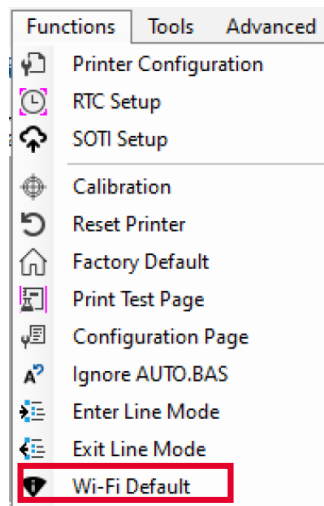 Functions Tools Advanced
Printer Configuration
RTC Setup
SOTI Setup
Calibration
Reset Printer
Factory Default
Print Test Page
Configuration Page
Ignore AUTO.BAS
Enter Line Mode
Exit Line Mode
Wi-Fi Default